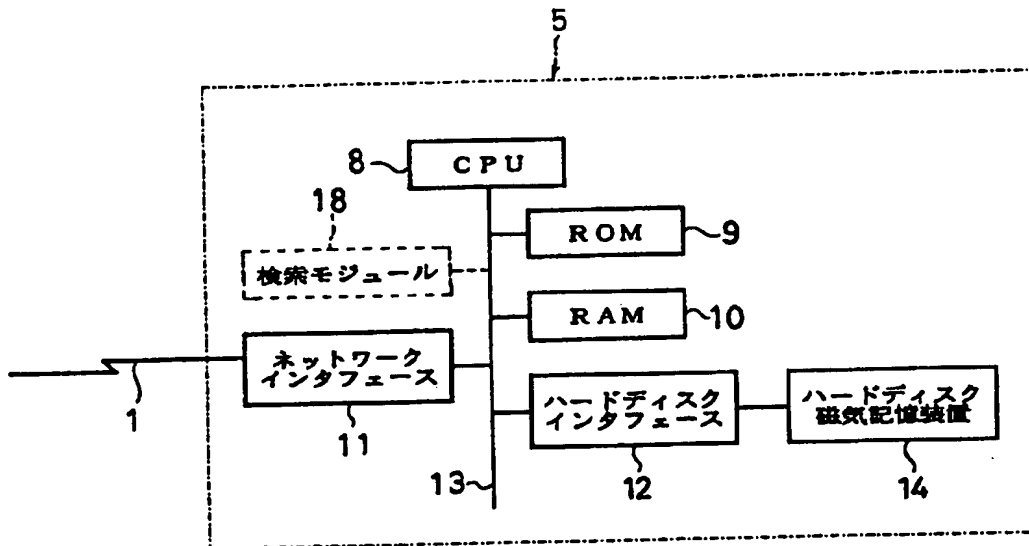 5
8 CPU
18
ROM 9
検索モジュール
RAM 10
ネットワーク
インタフェース
1
11
ハードディスク
インタフェース
ハードディスク
磁気記憶装置
13
12
14